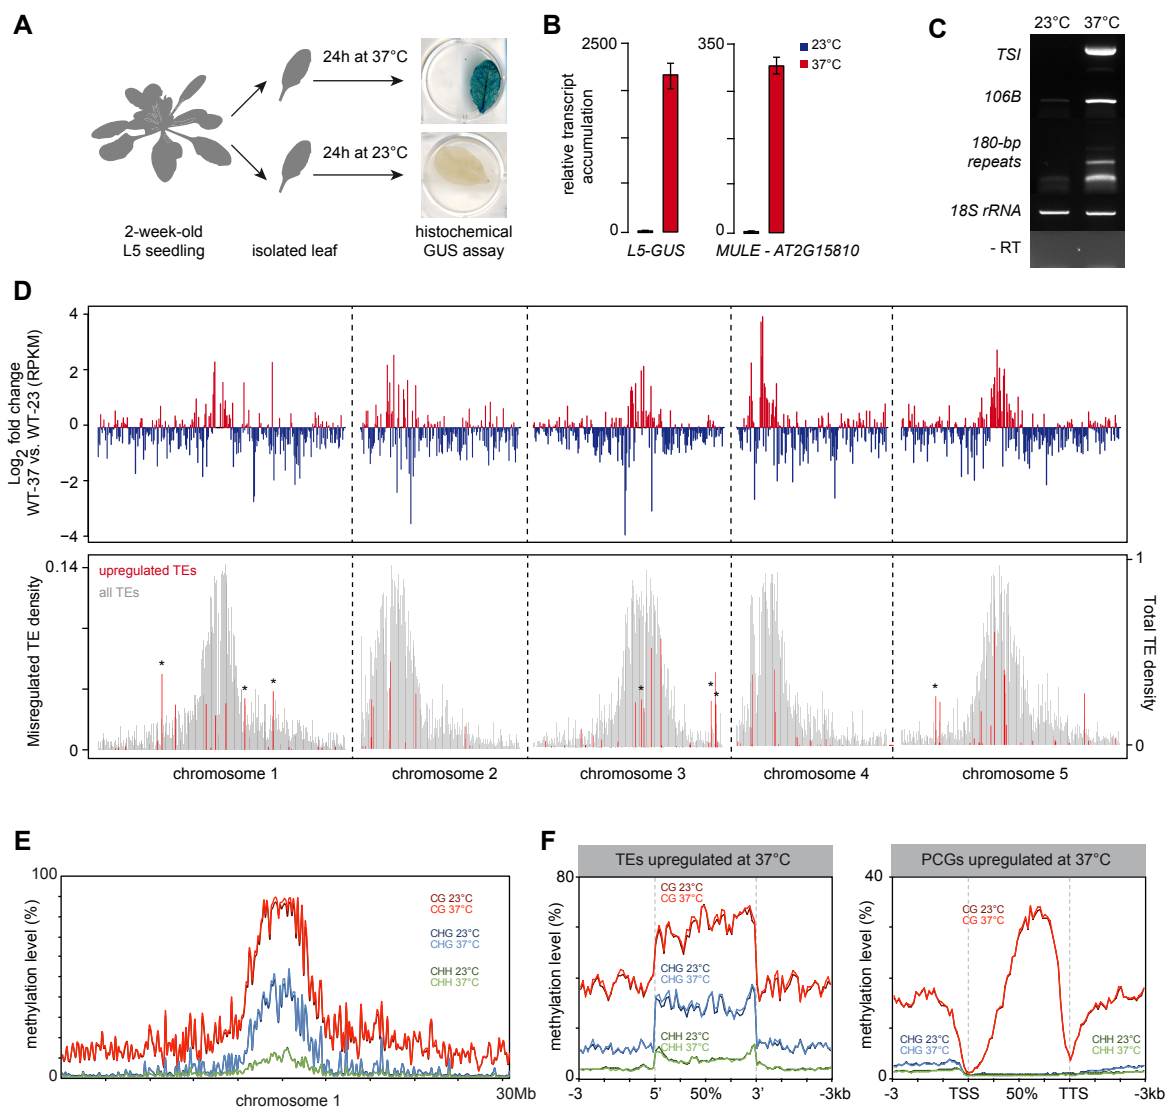 A
24h at 37°C
24h at 23°C
2-week-old
L5 seedling
isolated leaf
histochemical
GUS assay
B
relative transcript
accumulation
2500
0
L5-GUS
350
0
MULE - AT2G15810
23°C
37°C
C
23°C 37°C
TSI
106B
180-bp
repeats
18S rRNA
- RT
D
Log2 fold change
WT-37 vs. WT-23 (RPKM)
4
2
0
−2
−4
Misregulated TE density
0.14
0
upregulated TEs
all TEs
*
*
*
*
*
*
*
1
0
Total TE density
chromosome 1
chromosome 2
chromosome 3
chromosome 4
chromosome 5
E
methylation level (%)
100
0
CG 23°C
CG 37°C
CHG 23°C
CHG 37°C
CHH 23°C
CHH 37°C
chromosome 1
30Mb
F
TEs upregulated at 37°C
methylation level (%)
80
0
CG 23°C
CG 37°C
CHG 23°C
CHG 37°C
CHH 23°C
CHH 37°C
-3 5' 50% 3' -3kb
PCGs upregulated at 37°C
methylation level (%)
40
0
CG 23°C
CG 37°C
CHG 23°C
CHG 37°C
CHH 23°C
CHH 37°C
-3 TSS 50% TTS -3kb